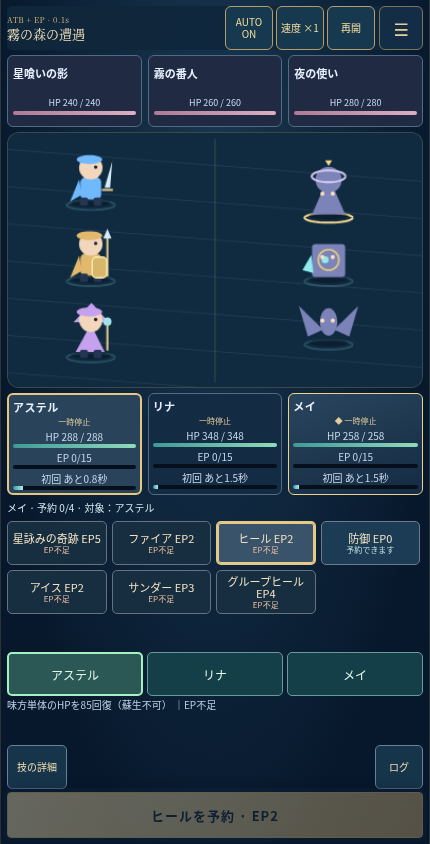 ATB + EP · 0.1s
霧の森の遭遇
AUTO
ON
速度 ×1
再開
☰
星喰いの影
霧の番人
夜の使い
HP 240 / 240
HP 260 / 260
HP 280 / 280
アステル
リナ
メイ
一時停止
一時停止
◆ 一時停止
HP 288 / 288
HP 348 / 348
HP 258 / 258
EP 0/15
EP 0/15
EP 0/15
初回 あと0.8秒
初回 あと1.5秒
初回 あと1.5秒
メイ · 予約 0/4 · 対象：アステル
星詠みの奇跡 EP5
EP不足
ファイア EP2
EP不足
ヒール EP2
EP不足
防御 EP0
予約できます
アイス EP2
EP不足
サンダー EP3
EP不足
グループヒール
EP4
EP不足
アステル
リナ
メイ
味方単体のHPを85回復（蘇生不可）｜EP不足
技の詳細
ログ
ヒールを予約 · EP2